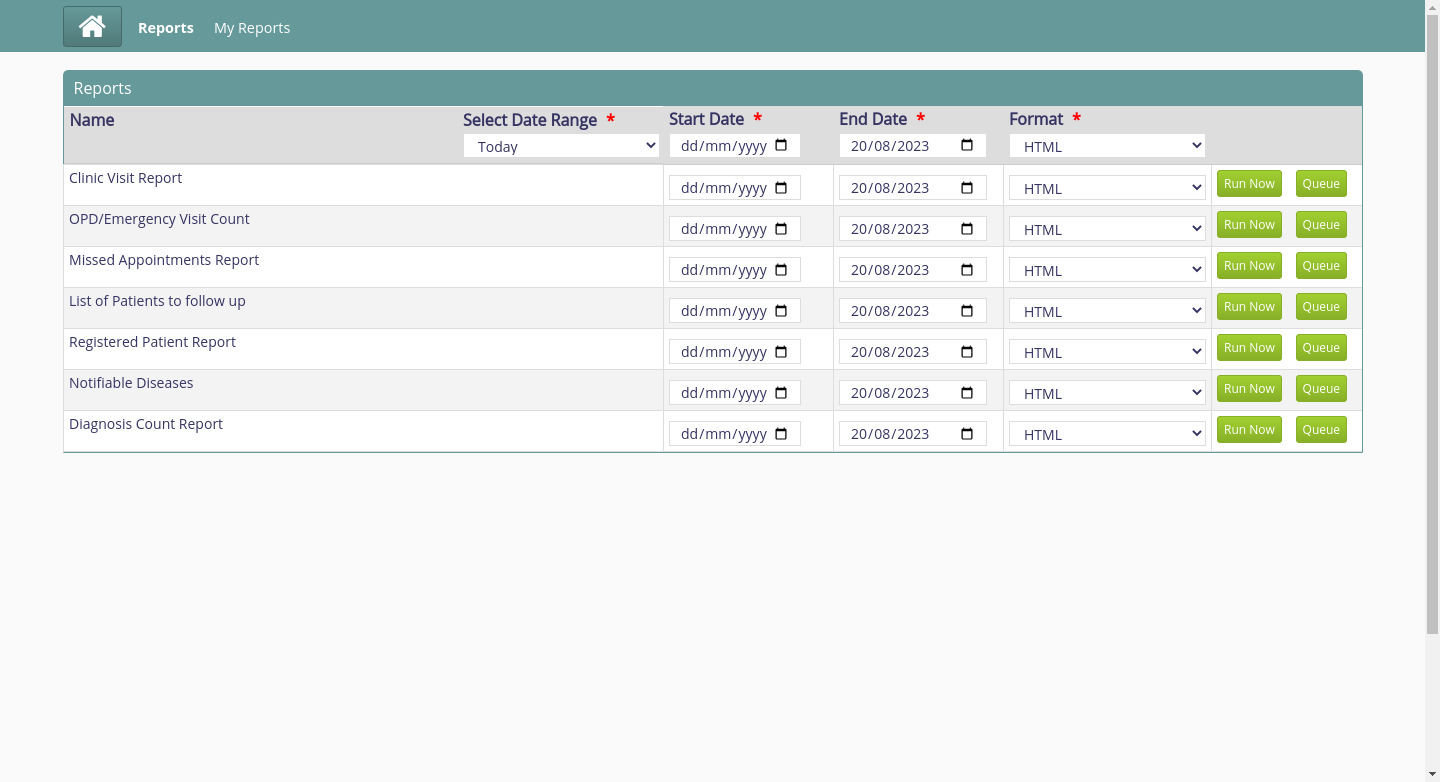 Reports My Reports
Reports
Name Select Date Range * Start Date * End Date * Format *
Today dd/mm/yyyy 20/08/2023 HTML
Clinic Visit Report dd/mm/yyyy 20/08/2023 HTML Run Now Queue
OPD/Emergency Visit Count dd/mm/yyyy 20/08/2023 HTML Run Now Queue
Missed Appointments Report dd/mm/yyyy 20/08/2023 HTML Run Now Queue
List of Patients to follow up dd/mm/yyyy 20/08/2023 HTML Run Now Queue
Registered Patient Report dd/mm/yyyy 20/08/2023 HTML Run Now Queue
Notifiable Diseases dd/mm/yyyy 20/08/2023 HTML Run Now Queue
Diagnosis Count Report dd/mm/yyyy 20/08/2023 HTML Run Now Queue